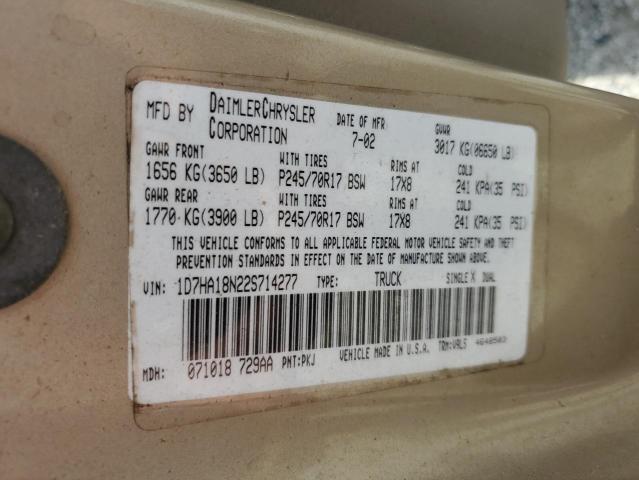 MFD BY DAIMLERCHRYSLER CORPORATION DATE OF MFR 7-02 GVWR 3017 KG(06650 LB)
GAWR FRONT WITH TIRES RIMS AT COLD
1656 KG(3650 LB) P245/70R17 BSW 17X8 241 KPA(35 PSI)
GAWR REAR WITH TIRES RIMS AT COLD
1770 KG(3900 LB) P245/70R17 BSW 17X8 241 KPA(35 PSI)
THIS VEHICLE CONFORMS TO ALL APPLICABLE FEDERAL MOTOR VEHICLE SAFETY AND THEFT
PREVENTION STANDARDS IN EFFECT ON THE DATE OF MANUFACTURE SHOWN ABOVE.
VIN: 1D7HA18N22S714277 TYPE: TRUCK SINGLE X DUAL
MDH: 071018 729AA PNT:PKJ VEHICLE MADE IN U.S.A. TRM:V9L5 4648503